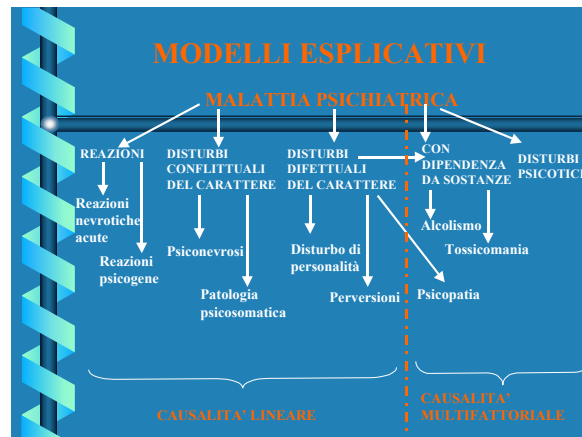 MODELLI ESPLICATIVI
MALATTIA PSICHIATRICA
REAZIONI
DISTURBI
CONFLITTUALI
DEL CARATTERE
DISTURBI
DIFETTUALI
DEL CARATTERE
CON
DIPENDENZA
DA SOSTANZE
DISTURBI
PSICOTICI
Reazioni
nevrotiche
acute
Reazioni
psicogene
Psiconevrosi
Patologia
psicosomatica
Disturbo di
personalità
Perversioni
Alcolismo
Tossicomania
Psicopatia
CAUSALITA' LINEARE
CAUSALITA'
MULTIFATTORIALE